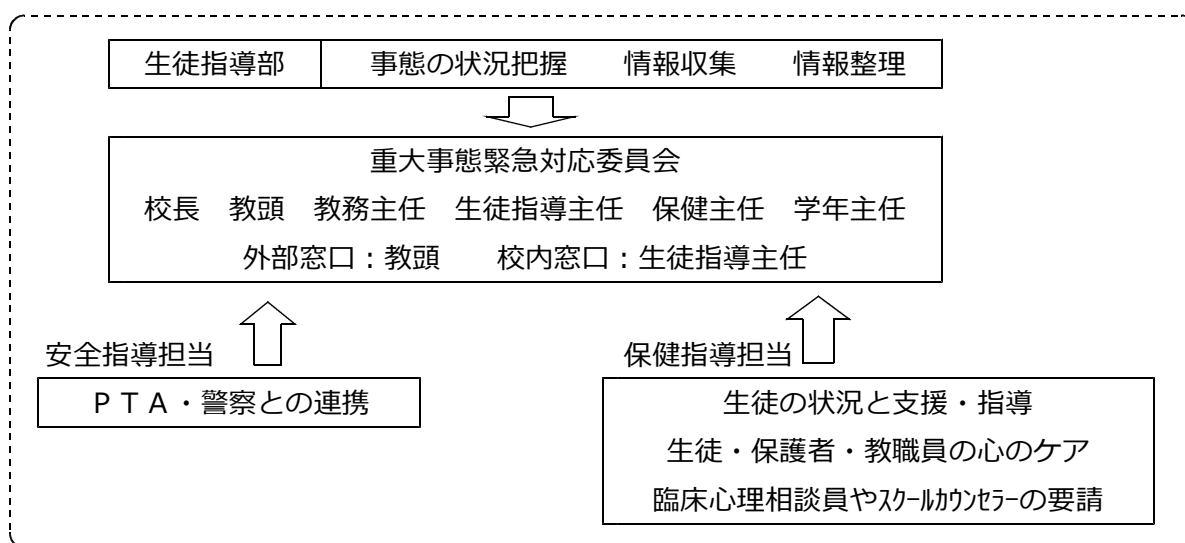 生徒指導部 事態の状況把握 情報収集 情報整理
重大事態緊急対応委員会
校長 教頭 教務主任 生徒指導主任 保健主任 学年主任
外部窓口：教頭 校内窓口：生徒指導主任
安全指導担当
ＰＴＡ・警察との連携
保健指導担当
生徒の状況と支援・指導
生徒・保護者・教職員の心のケア
臨床心理相談員やｽｸｰﾙｶｳﾝｾﾗｰの要請